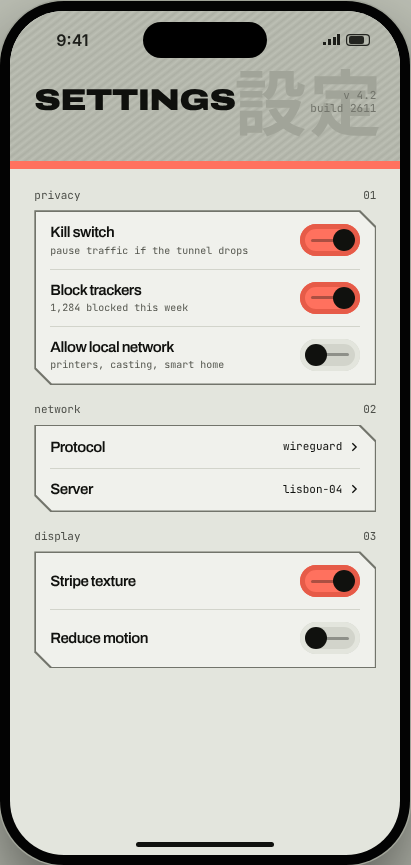 9:41
SETTINGS
設定
v 4.2
build 2611
privacy 01
Kill switch
pause traffic if the tunnel drops
Block trackers
1,284 blocked this week
Allow local network
printers, casting, smart home
network 02
Protocol wireguard
Server lisbon-04
display 03
Stripe texture
Reduce motion